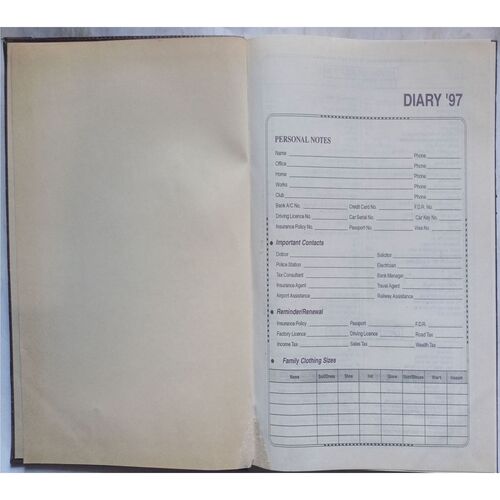 DIARY '97
PERSONAL NOTES
Name Phone
Office Phone
Home Phone
Works Phone
Club Phone
Bank A/C No. Credit Card No. F.D.R. No.
Driving Licence No. Car Serial No. Car Key No.
Insurance Policy No. Passport No. Visa No.
Important Contacts
Doctor Solicitor
Police Station Electrician
Tax Consultant Bank Manager
Insurance Agent Travel Agent
Airport Assistance Railway Assistance
Reminder/Renewal
Insurance Policy Passport F.D.R.
Factory Licence Driving Licence Road Tax
Income Tax Sales Tax Wealth Tax
Family Clothing Sizes
Name Suit/Dress Shoe Hat Glove Shirt/Blouse Waist